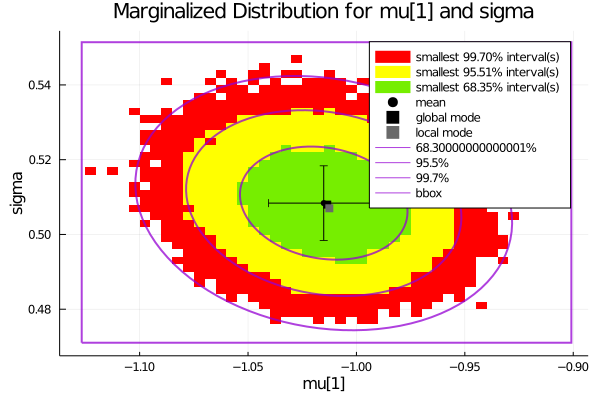 Marginalized Distribution for mu[1] and sigma
smallest 99.70% interval(s)
smallest 95.51% interval(s)
smallest 68.35% interval(s)
mean
global mode
local mode
68.30000000000001%
95.5%
99.7%
bbox
sigma
0.54
0.52
0.50
0.48
−1.10
−1.05
−1.00
−0.95
−0.90
mu[1]